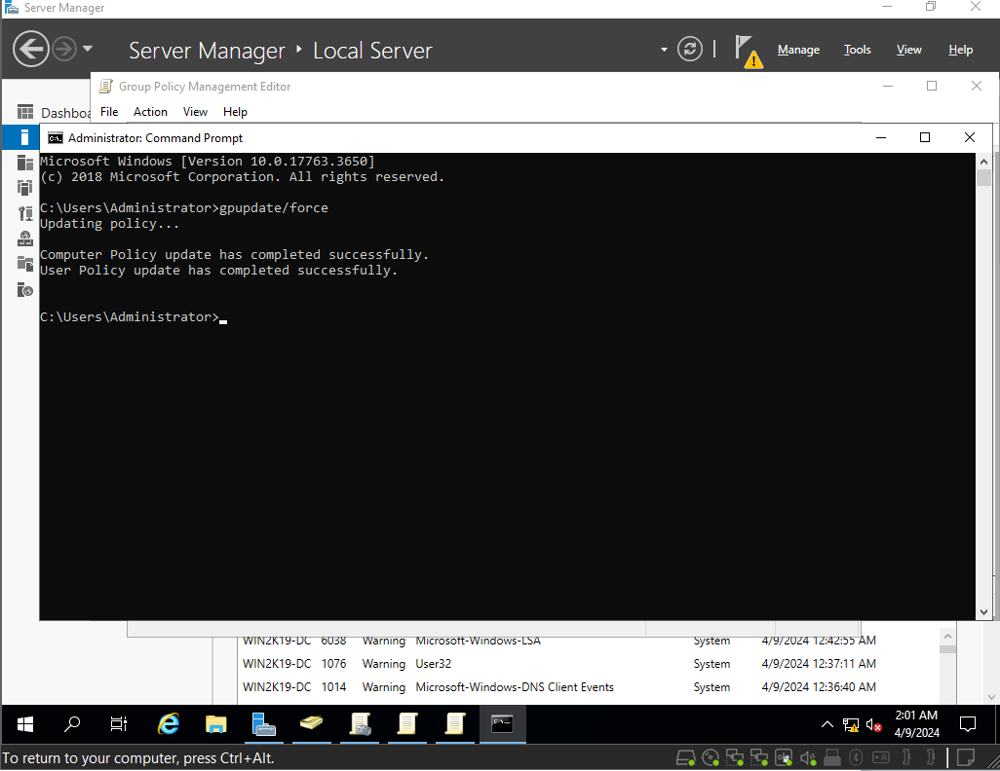 Server Manager
Server Manager ‣ Local Server
Manage Tools View Help
Group Policy Management Editor
File Action View Help
Administrator: Command Prompt
Microsoft Windows [Version 10.0.17763.3650]
(c) 2018 Microsoft Corporation. All rights reserved.
C:\Users\Administrator>gpupdate/force
Updating policy...
Computer Policy update has completed successfully.
User Policy update has completed successfully.
C:\Users\Administrator>
WIN2K19-DC 6038 Warning Microsoft-Windows-LSA System 4/9/2024 12:42:55 AM
WIN2K19-DC 1076 Warning User32 System 4/9/2024 12:37:11 AM
WIN2K19-DC 1014 Warning Microsoft-Windows-DNS Client Events System 4/9/2024 12:36:40 AM
2:01 AM
4/9/2024
To return to your computer, press Ctrl+Alt.